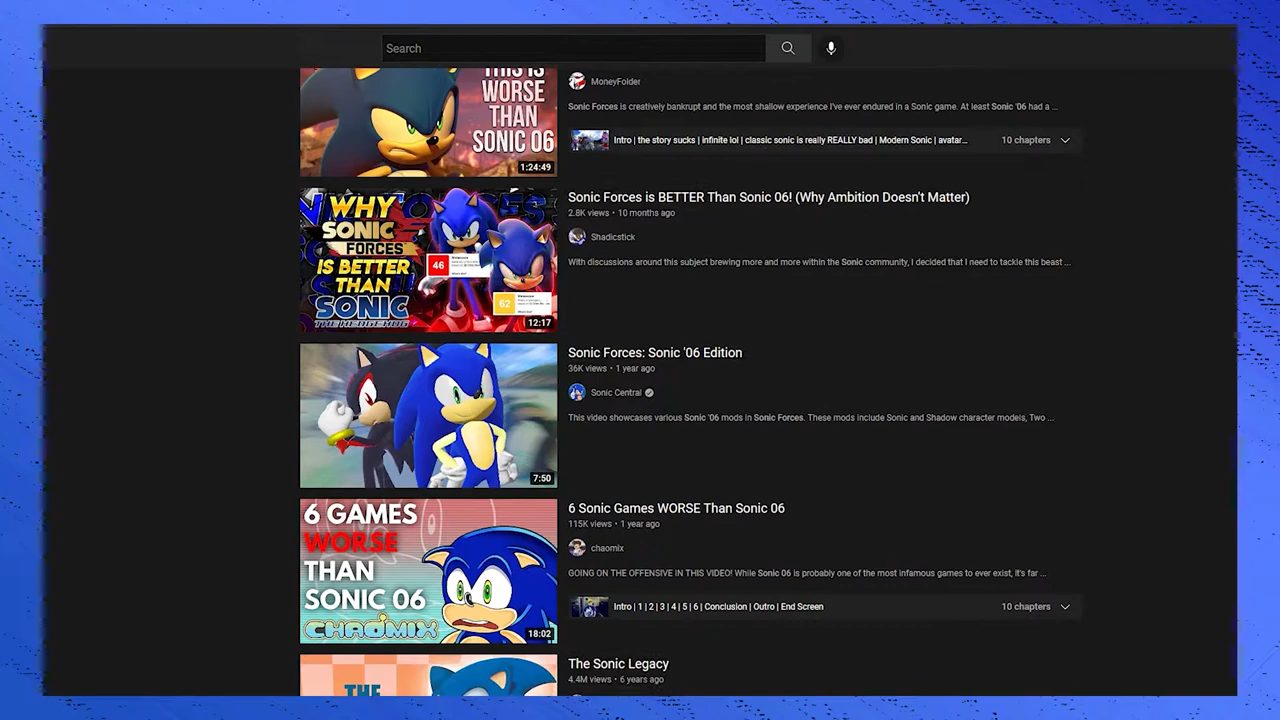 Search
THIS IS
WORSE
THAN
SONIC 06
1:24:49
MoneyFolder
Sonic Forces is creatively bankrupt and the most shallow experience I've ever endured in a Sonic game. At least Sonic '06 had a ...
Intro | the story sucks | infinite lol | classic sonic is really REALLY bad | Modern Sonic | avatar...
10 chapters
WHY
SONIC
FORCES
IS BETTER
THAN
SONIC
THE HEDGEHOG
46
62
12:17
Sonic Forces is BETTER Than Sonic 06! (Why Ambition Doesn't Matter)
2.8K views • 10 months ago
Shadicstick
With discussions around this subject brewing more and more within the Sonic community, I decided that I need to tackle this beast ...
7:50
Sonic Forces: Sonic '06 Edition
36K views • 1 year ago
Sonic Central
This video showcases various Sonic '06 mods in Sonic Forces. These mods include Sonic and Shadow character models, Two ...
6 GAMES
WORSE
THAN
SONIC 06
CHAOMIX
18:02
6 Sonic Games WORSE Than Sonic 06
115K views • 1 year ago
chaomix
GOING ON THE OFFENSIVE IN THIS VIDEO! While Sonic 06 is probably one of the most infamous games to ever exist, it's far ...
Intro | 1 | 2 | 3 | 4 | 5 | 6 | Conclusion | Outro | End Screen
10 chapters
THE
The Sonic Legacy
4.4M views • 6 years ago